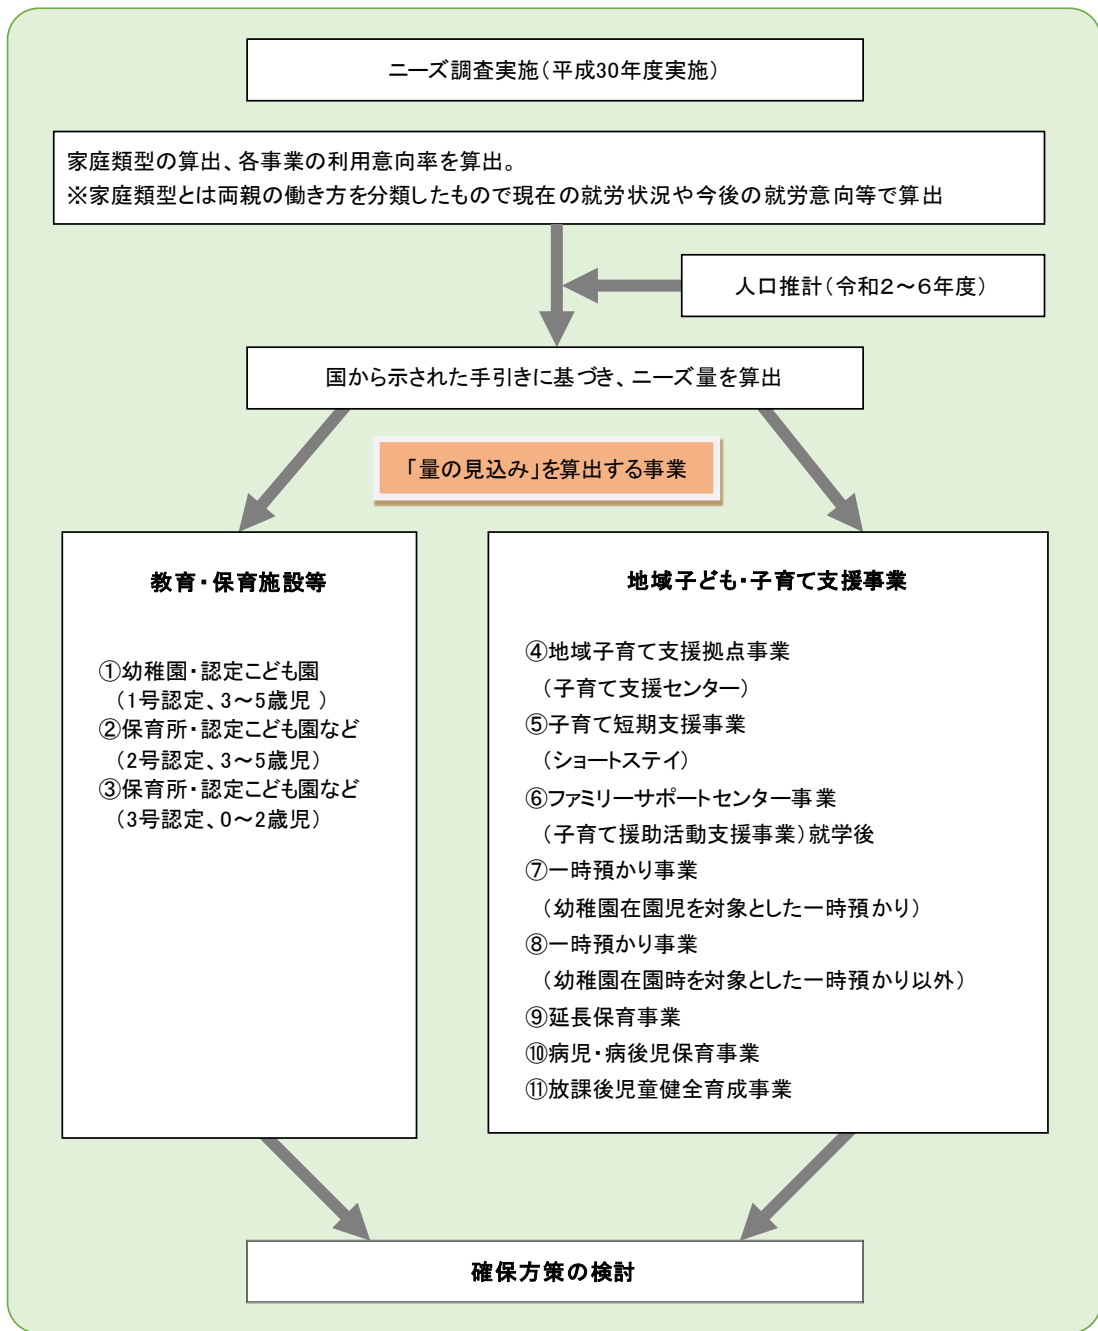 ニーズ調査実施（平成30年度実施）
家庭類型の算出、各事業の利用意向率を算出。
※家庭類型とは両親の働き方を分類したもので現在の就労状況や今後の就労意向等で算出
人口推計（令和２～６年度）
国から示された手引きに基づき、ニーズ量を算出
「量の見込み」を算出する事業
教育・保育施設等
①幼稚園・認定こども園
（1号認定、3～5歳児 ）
②保育所・認定こども園など
（2号認定、3～5歳児）
③保育所・認定こども園など
（3号認定、0～2歳児）
地域子ども・子育て支援事業
④地域子育て支援拠点事業
（子育て支援センター）
⑤子育て短期支援事業
（ショートステイ）
⑥ファミリーサポートセンター事業
（子育て援助活動支援事業）就学後
⑦一時預かり事業
（幼稚園在園児を対象とした一時預かり）
⑧一時預かり事業
（幼稚園在園時を対象とした一時預かり以外）
⑨延長保育事業
⑩病児・病後児保育事業
⑪放課後児童健全育成事業
確保方策の検討